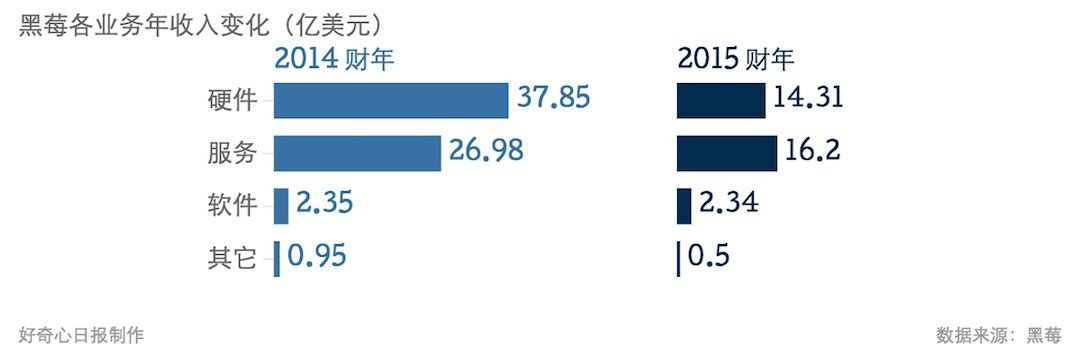 黑莓各业务年收入变化（亿美元）
2014 财年 2015 财年
硬件 37.85 14.31
服务 26.98 16.2
软件 2.35 2.34
其它 0.95 0.5
好奇心日报制作 数据来源：黑莓